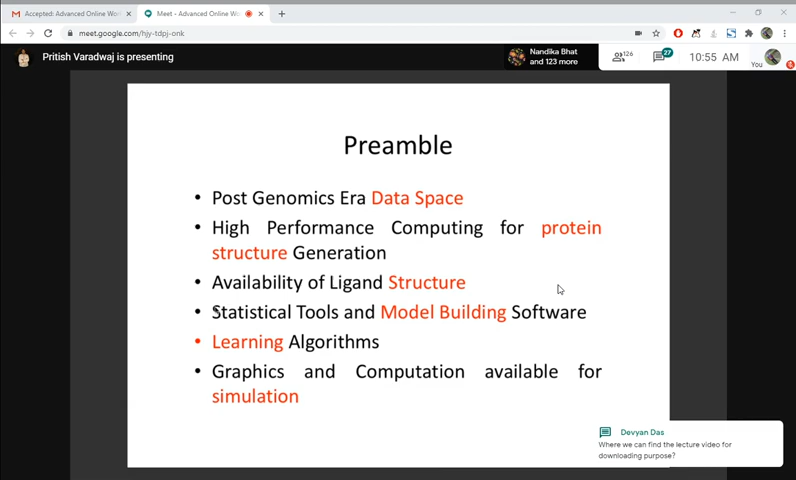 Accepted: Advanced Online Wor
Meet - Advanced Online Wo
meet.google.com/hjy-tdpj-onk
Pritish Varadwaj is presenting
Nandika Bhat
and 123 more
126
27
10:55 AM
You
Preamble
• Post Genomics Era Data Space
• High Performance Computing for protein
structure Generation
• Availability of Ligand Structure
• Statistical Tools and Model Building Software
• Learning Algorithms
• Graphics and Computation available for
simulation
Devyan Das
Where we can find the lecture video for
downloading purpose?